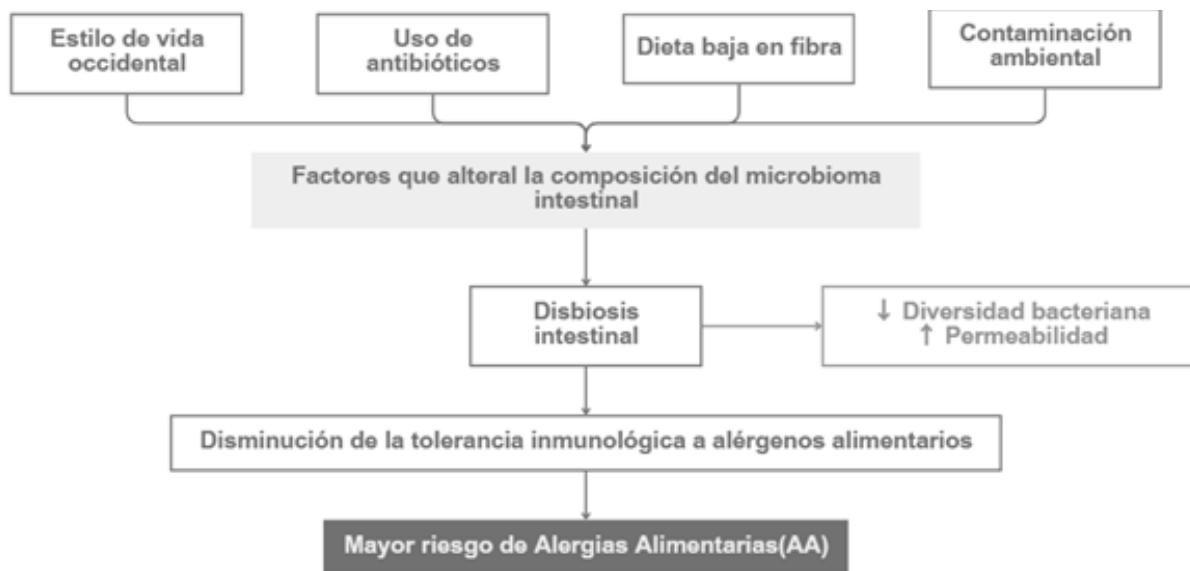 Estilo de vida
occidental
Uso de
antibióticos
Dieta baja en fibra
Contaminación
ambiental
Factores que alteral la composición del microbioma
intestinal
Disbiosis
intestinal
↓ Diversidad bacteriana
↑ Permeabilidad
Disminución de la tolerancia inmunológica a alérgenos alimentarios
Mayor riesgo de Alergias Alimentarias(AA)